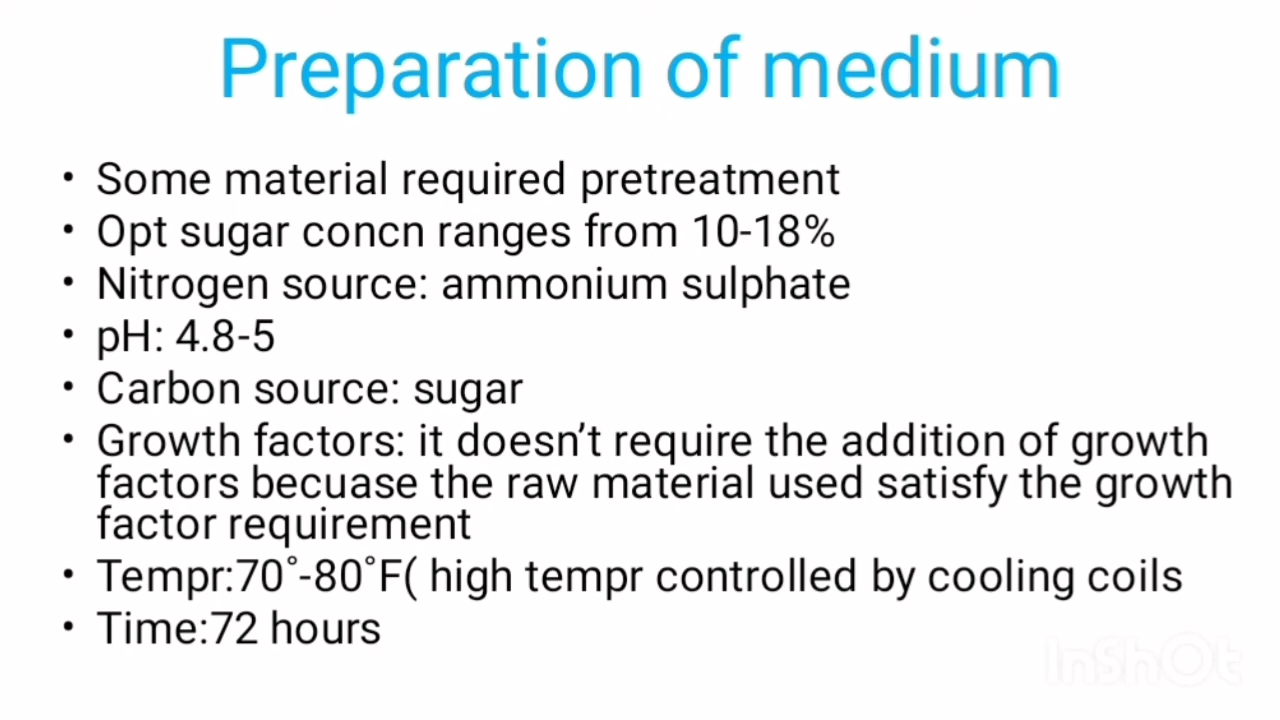 Preparation of medium
• Some material required pretreatment
• Opt sugar concn ranges from 10-18%
• Nitrogen source: ammonium sulphate
• pH: 4.8-5
• Carbon source: sugar
• Growth factors: it doesn’t require the addition of growth
factors becuase the raw material used satisfy the growth
factor requirement
• Tempr:70˚-80˚F( high tempr controlled by cooling coils
• Time:72 hours
InShOt